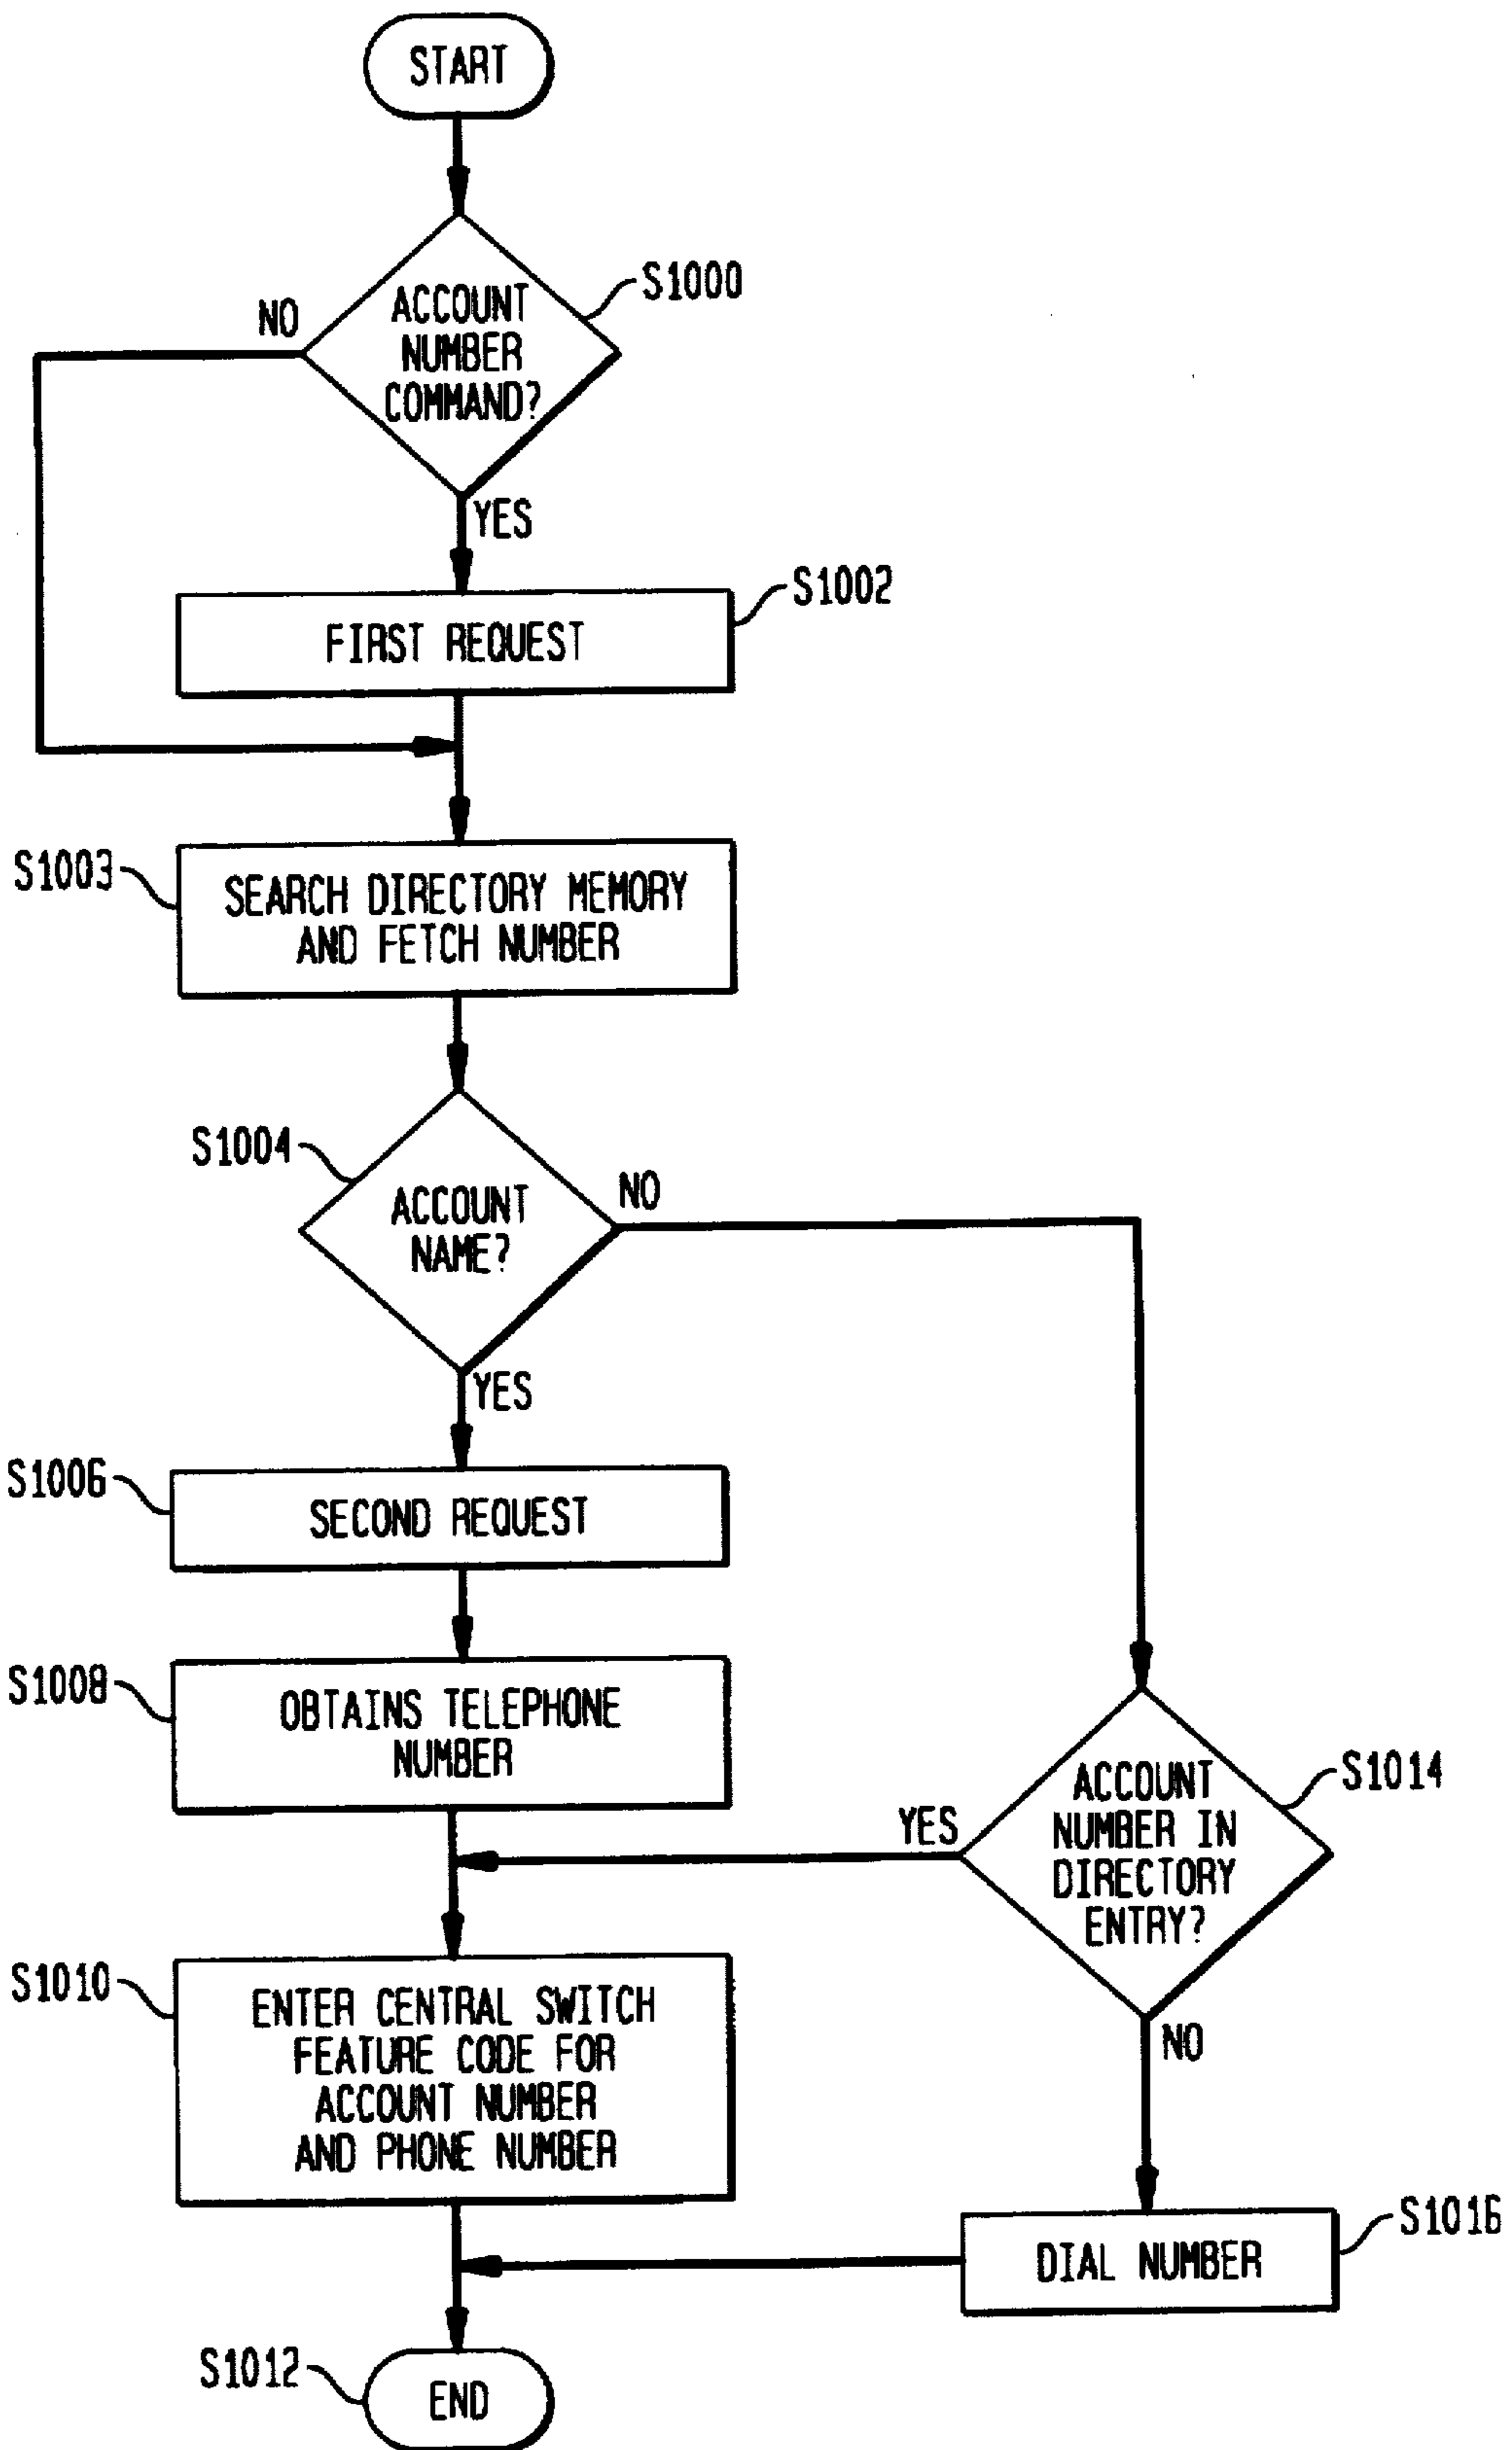 START
S1000
NO
ACCOUNT
NUMBER
COMMAND?
YES
S1002
FIRST REQUEST
S1003
SEARCH DIRECTORY MEMORY
AND FETCH NUMBER
S1004
ACCOUNT
NAME?
NO
YES
S1006
SECOND REQUEST
S1008
OBTAINS TELEPHONE
NUMBER
S1014
ACCOUNT
NUMBER IN
DIRECTORY
ENTRY?
YES
NO
S1010
ENTER CENTRAL SWITCH
FEATURE CODE FOR
ACCOUNT NUMBER
AND PHONE NUMBER
S1016
DIAL NUMBER
S1012
END